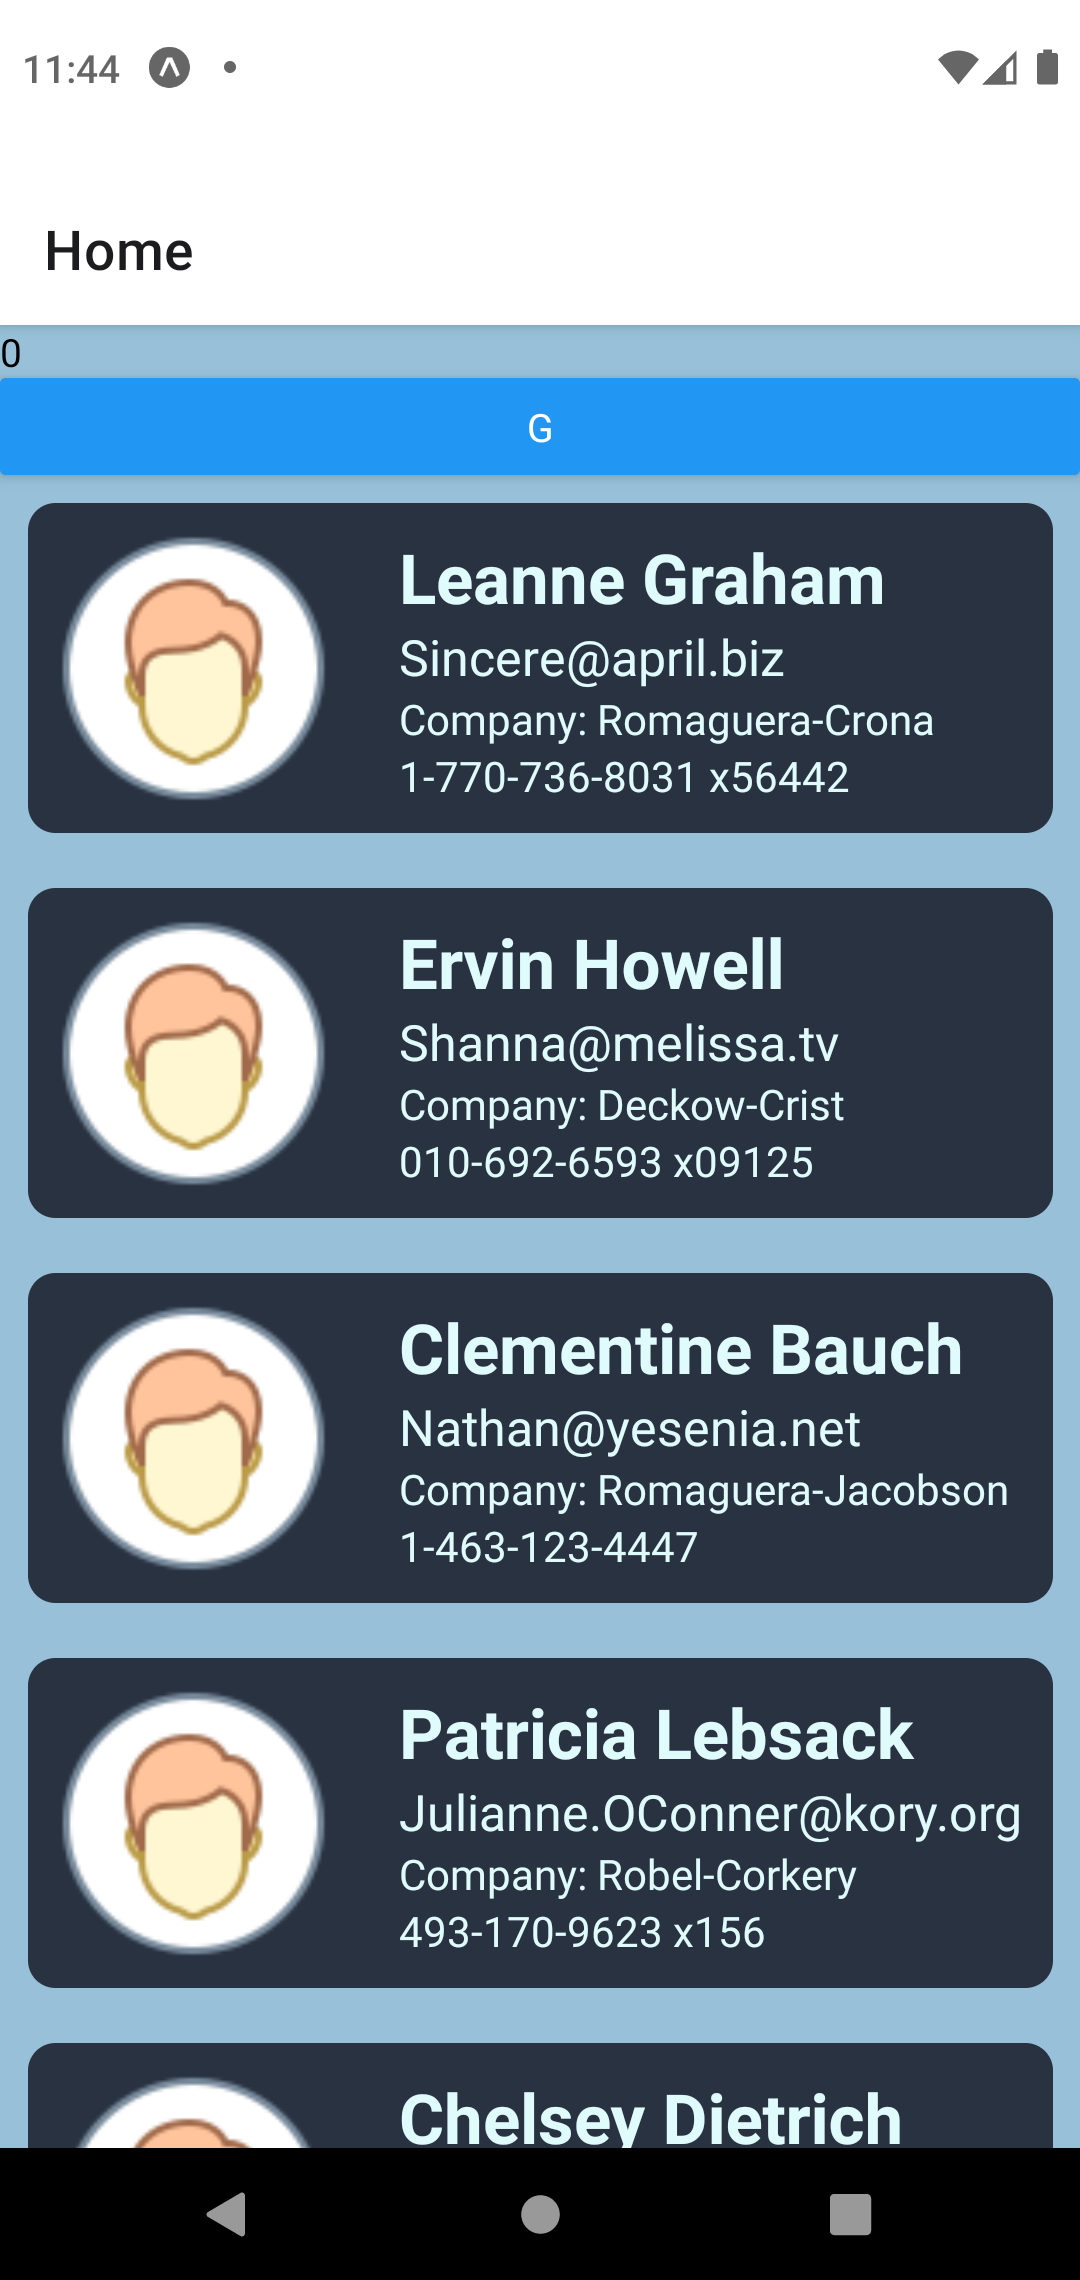 11:44
Home
0
G
Leanne Graham
Sincere@april.biz
Company: Romaguera-Crona
1-770-736-8031 x56442
Ervin Howell
Shanna@melissa.tv
Company: Deckow-Crist
010-692-6593 x09125
Clementine Bauch
Nathan@yesenia.net
Company: Romaguera-Jacobson
1-463-123-4447
Patricia Lebsack
Julianne.OConner@kory.org
Company: Robel-Corkery
493-170-9623 x156
Chelsey Dietrich